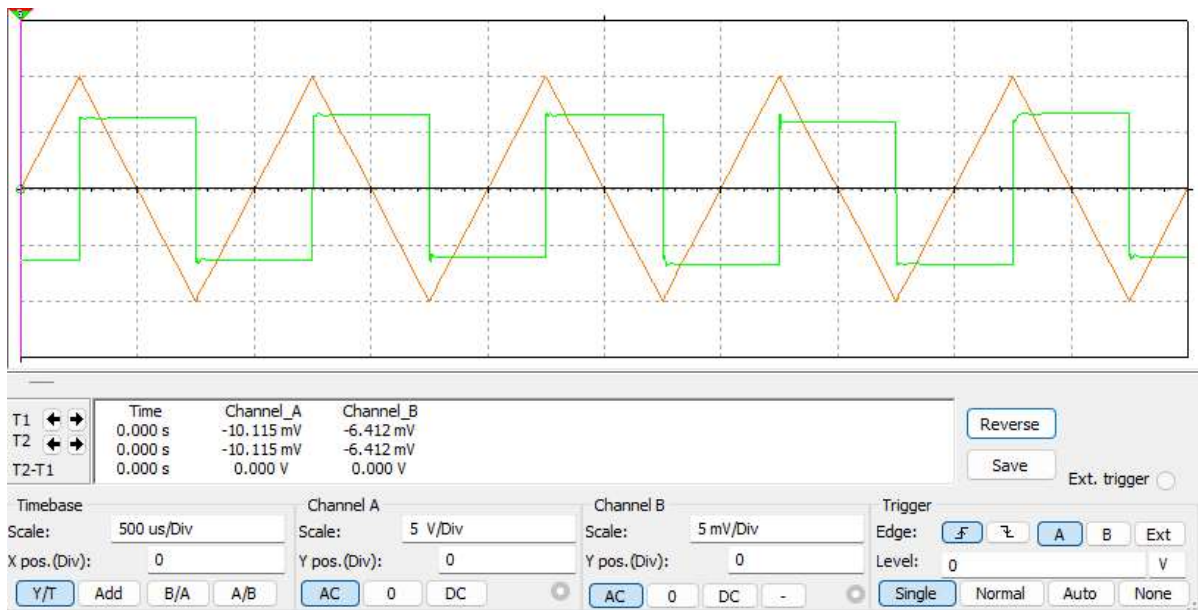 Time Channel_A Channel_B
T1 0.000 s -10.115 mV -6.412 mV
T2 0.000 s -10.115 mV -6.412 mV
T2-T1 0.000 s 0.000 V 0.000 V
Reverse
Save
Ext. trigger
Timebase
Scale: 500 us/Div
X pos.(Div): 0
Y/T Add B/A A/B
Channel A
Scale: 5 V/Div
Y pos.(Div): 0
AC 0 DC
Channel B
Scale: 5 mV/Div
Y pos.(Div): 0
AC 0 DC -
Trigger
Edge: A B Ext
Level: 0 V
Single Normal Auto None